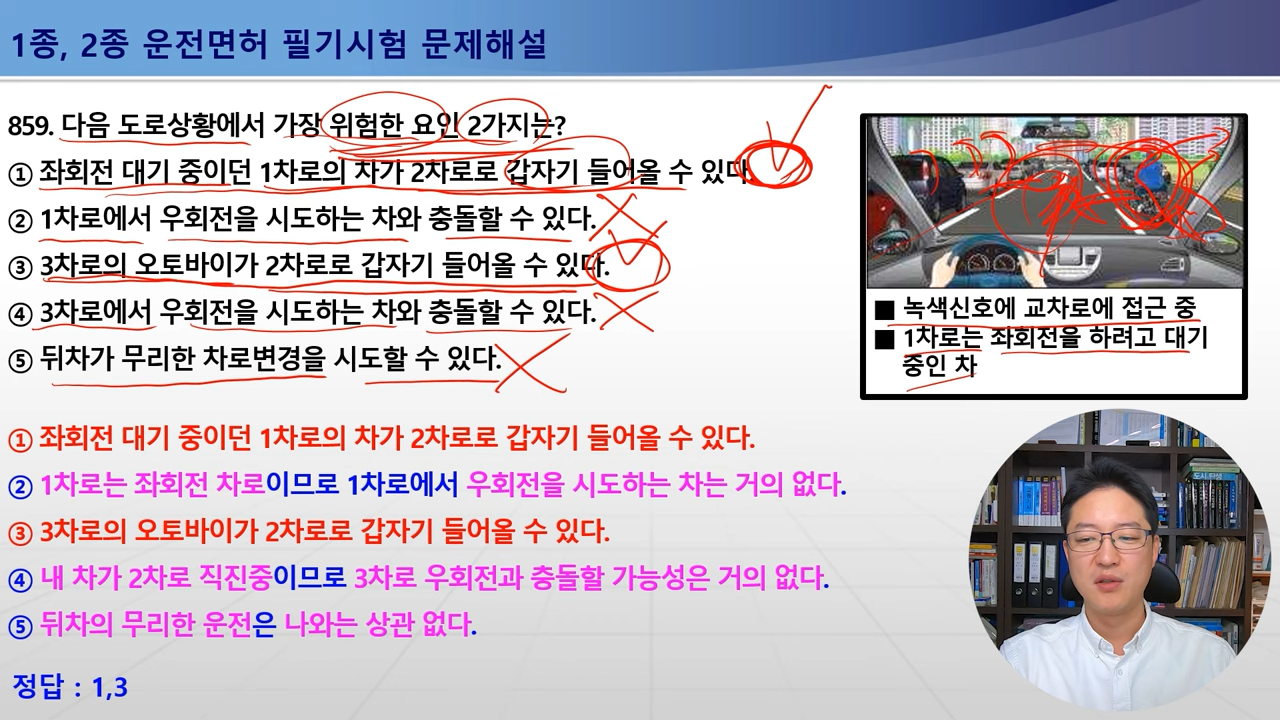 1종, 2종 운전면허 필기시험 문제해설
859. 다음 도로상황에서 가장 위험한 요인 2가지는?
① 좌회전 대기 중이던 1차로의 차가 2차로로 갑자기 들어올 수 있다.
② 1차로에서 우회전을 시도하는 차와 충돌할 수 있다.
③ 3차로의 오토바이가 2차로로 갑자기 들어올 수 있다.
④ 3차로에서 우회전을 시도하는 차와 충돌할 수 있다.
⑤ 뒤차가 무리한 차로변경을 시도할 수 있다.
■ 녹색신호에 교차로에 접근 중
■ 1차로는 좌회전을 하려고 대기
중인 차
① 좌회전 대기 중이던 1차로의 차가 2차로로 갑자기 들어올 수 있다.
② 1차로는 좌회전 차로이므로 1차로에서 우회전을 시도하는 차는 거의 없다.
③ 3차로의 오토바이가 2차로로 갑자기 들어올 수 있다.
④ 내 차가 2차로 직진중이므로 3차로 우회전과 충돌할 가능성은 거의 없다.
⑤ 뒤차의 무리한 운전은 나와는 상관 없다.
정답 : 1,3